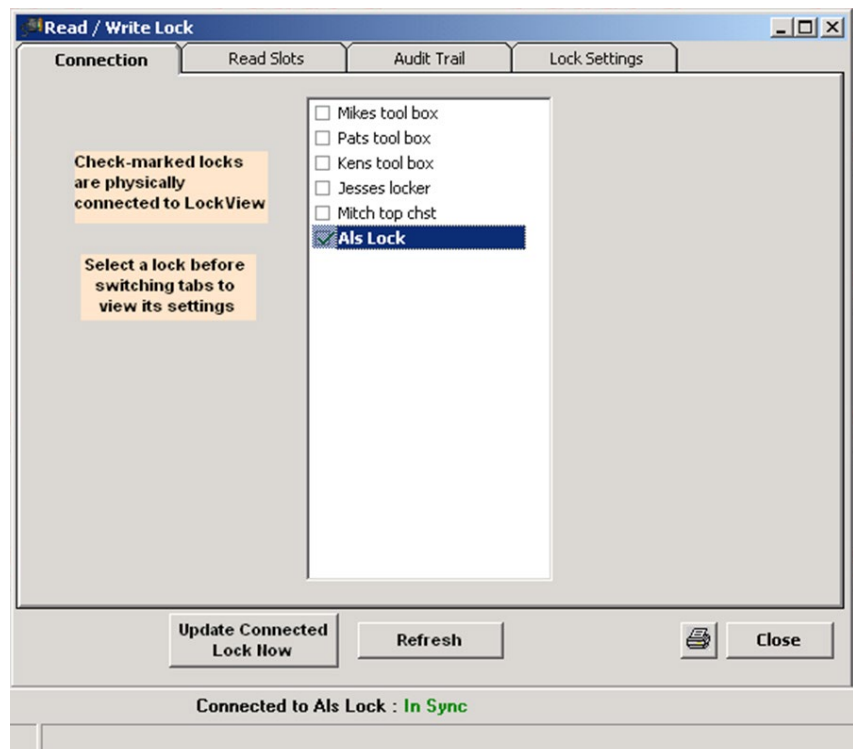 Read / Write Lock
Connection
Read Slots
Audit Trail
Lock Settings
Mikes tool box
Pats tool box
Kens tool box
Jesses locker
Mitch top chst
Als Lock
Check-marked locks
are physically
connected to LockView
Select a lock before
switching tabs to
view its settings
Update Connected
Lock Now
Refresh
Close
Connected to Als Lock : In Sync